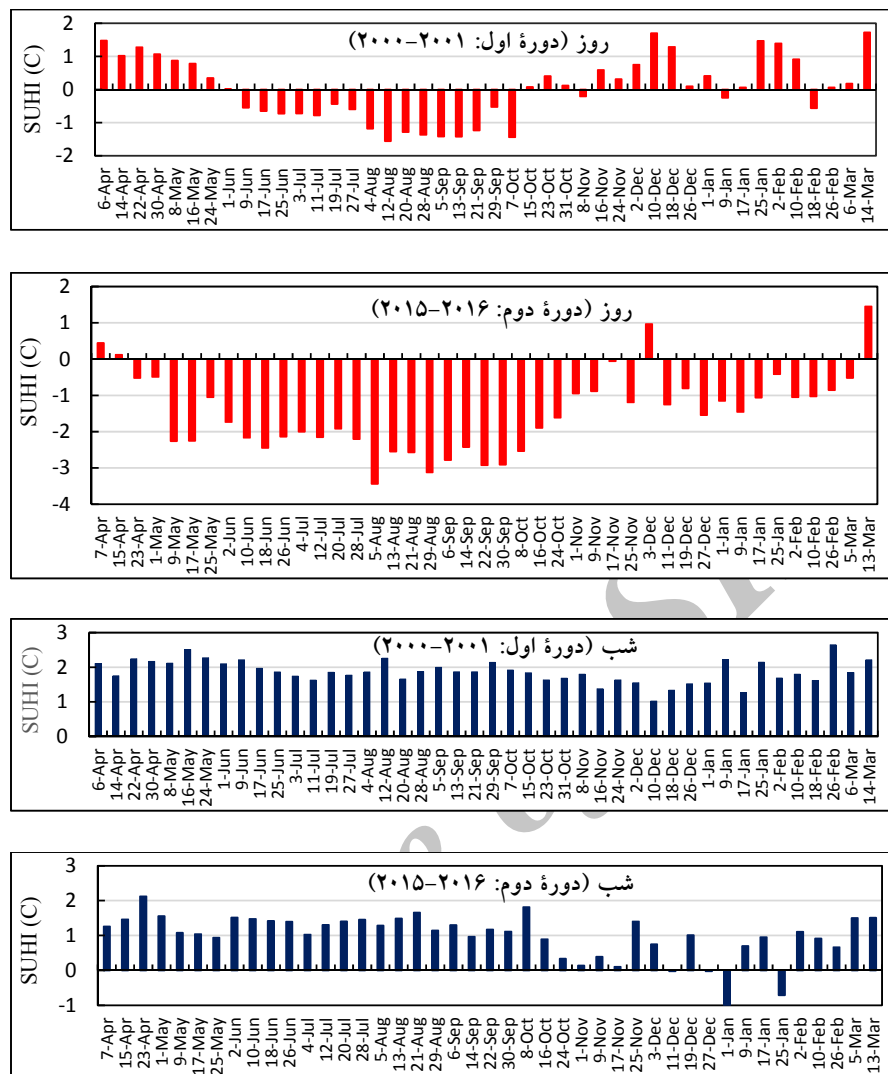 روز (دورۀ اول: ۲۰۰۱-۲۰۰۰)
SUHI (C)
2
1
0
-1
-2
6-Apr 14-Apr 22-Apr 30-Apr 8-May 16-May 24-May 1-Jun 9-Jun 17-Jun 25-Jun 3-Jul 11-Jul 19-Jul 27-Jul 4-Aug 12-Aug 20-Aug 28-Aug 5-Sep 13-Sep 21-Sep 29-Sep 7-Oct 15-Oct 23-Oct 31-Oct 8-Nov 16-Nov 24-Nov 2-Dec 10-Dec 18-Dec 26-Dec 1-Jan 9-Jan 17-Jan 25-Jan 2-Feb 10-Feb 18-Feb 26-Feb 6-Mar 14-Mar
روز (دورۀ دوم: ۲۰۱۶-۲۰۱۵)
SUHI (C)
2
1
0
-1
-2
-3
-4
7-Apr 15-Apr 23-Apr 1-May 9-May 17-May 25-May 2-Jun 10-Jun 18-Jun 26-Jun 4-Jul 12-Jul 20-Jul 28-Jul 5-Aug 13-Aug 21-Aug 29-Aug 6-Sep 14-Sep 22-Sep 30-Sep 8-Oct 16-Oct 24-Oct 1-Nov 9-Nov 17-Nov 25-Nov 3-Dec 11-Dec 19-Dec 27-Dec 1-Jan 9-Jan 17-Jan 25-Jan 2-Feb 10-Feb 26-Feb 5-Mar 13-Mar
شب (دورۀ اول: ۲۰۰۱-۲۰۰۰)
SUHI (C)
3
2
1
0
6-Apr 14-Apr 22-Apr 30-Apr 8-May 16-May 24-May 1-Jun 9-Jun 17-Jun 25-Jun 3-Jul 11-Jul 19-Jul 27-Jul 4-Aug 12-Aug 20-Aug 28-Aug 5-Sep 13-Sep 21-Sep 29-Sep 7-Oct 15-Oct 23-Oct 31-Oct 8-Nov 16-Nov 24-Nov 2-Dec 10-Dec 18-Dec 26-Dec 1-Jan 9-Jan 17-Jan 25-Jan 2-Feb 10-Feb 18-Feb 26-Feb 6-Mar 14-Mar
شب (دورۀ دوم: ۲۰۱۶-۲۰۱۵)
SUHI (C)
3
2
1
0
-1
7-Apr 15-Apr 23-Apr 1-May 9-May 17-May 25-May 2-Jun 10-Jun 18-Jun 26-Jun 4-Jul 12-Jul 20-Jul 28-Jul 5-Aug 13-Aug 21-Aug 29-Aug 6-Sep 14-Sep 22-Sep 30-Sep 8-Oct 16-Oct 24-Oct 1-Nov 9-Nov 17-Nov 25-Nov 3-Dec 11-Dec 19-Dec 27-Dec 1-Jan 9-Jan 17-Jan 25-Jan 2-Feb 10-Feb 26-Feb 5-Mar 13-Mar